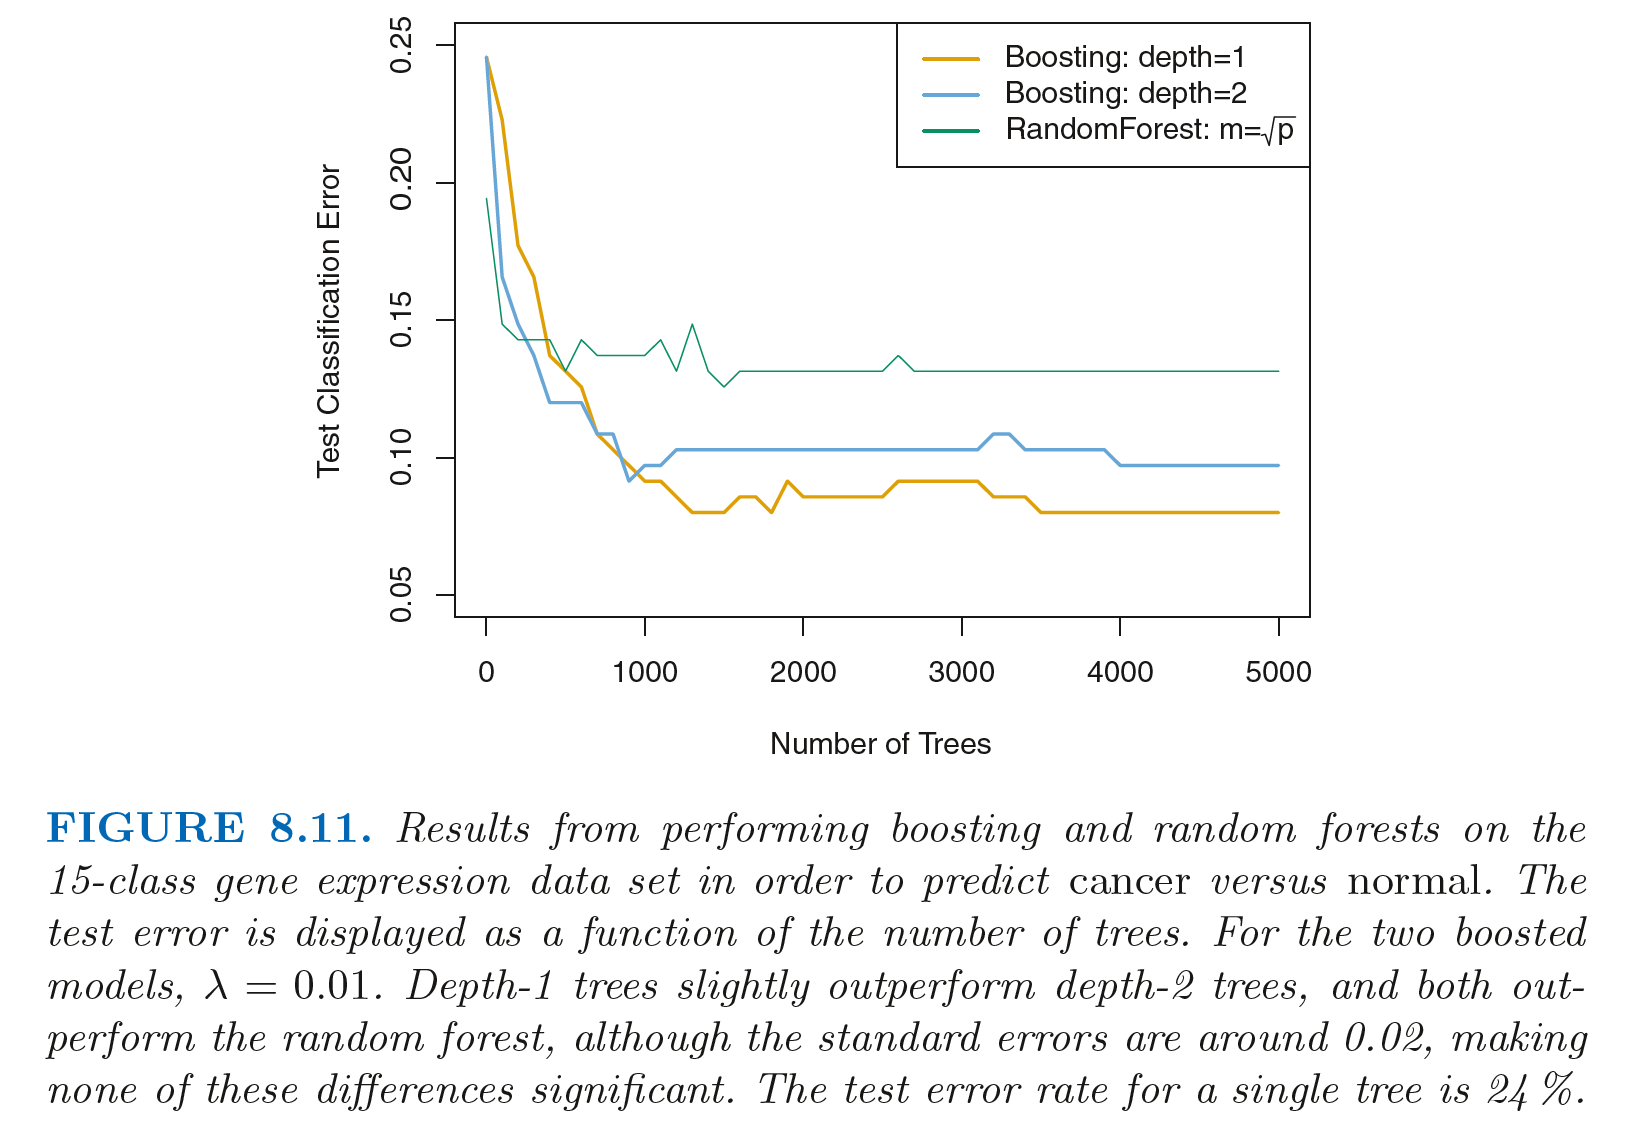 0.25
0.20
0.15
0.10
0.05
Test Classification Error
Boosting: depth=1
Boosting: depth=2
RandomForest: m=√p
0 1000 2000 3000 4000 5000
Number of Trees
FIGURE 8.11. Results from performing boosting and random forests on the
15-class gene expression data set in order to predict cancer versus normal. The
test error is displayed as a function of the number of trees. For the two boosted
models, λ = 0.01. Depth-1 trees slightly outperform depth-2 trees, and both out-
perform the random forest, although the standard errors are around 0.02, making
none of these differences significant. The test error rate for a single tree is 24 %.